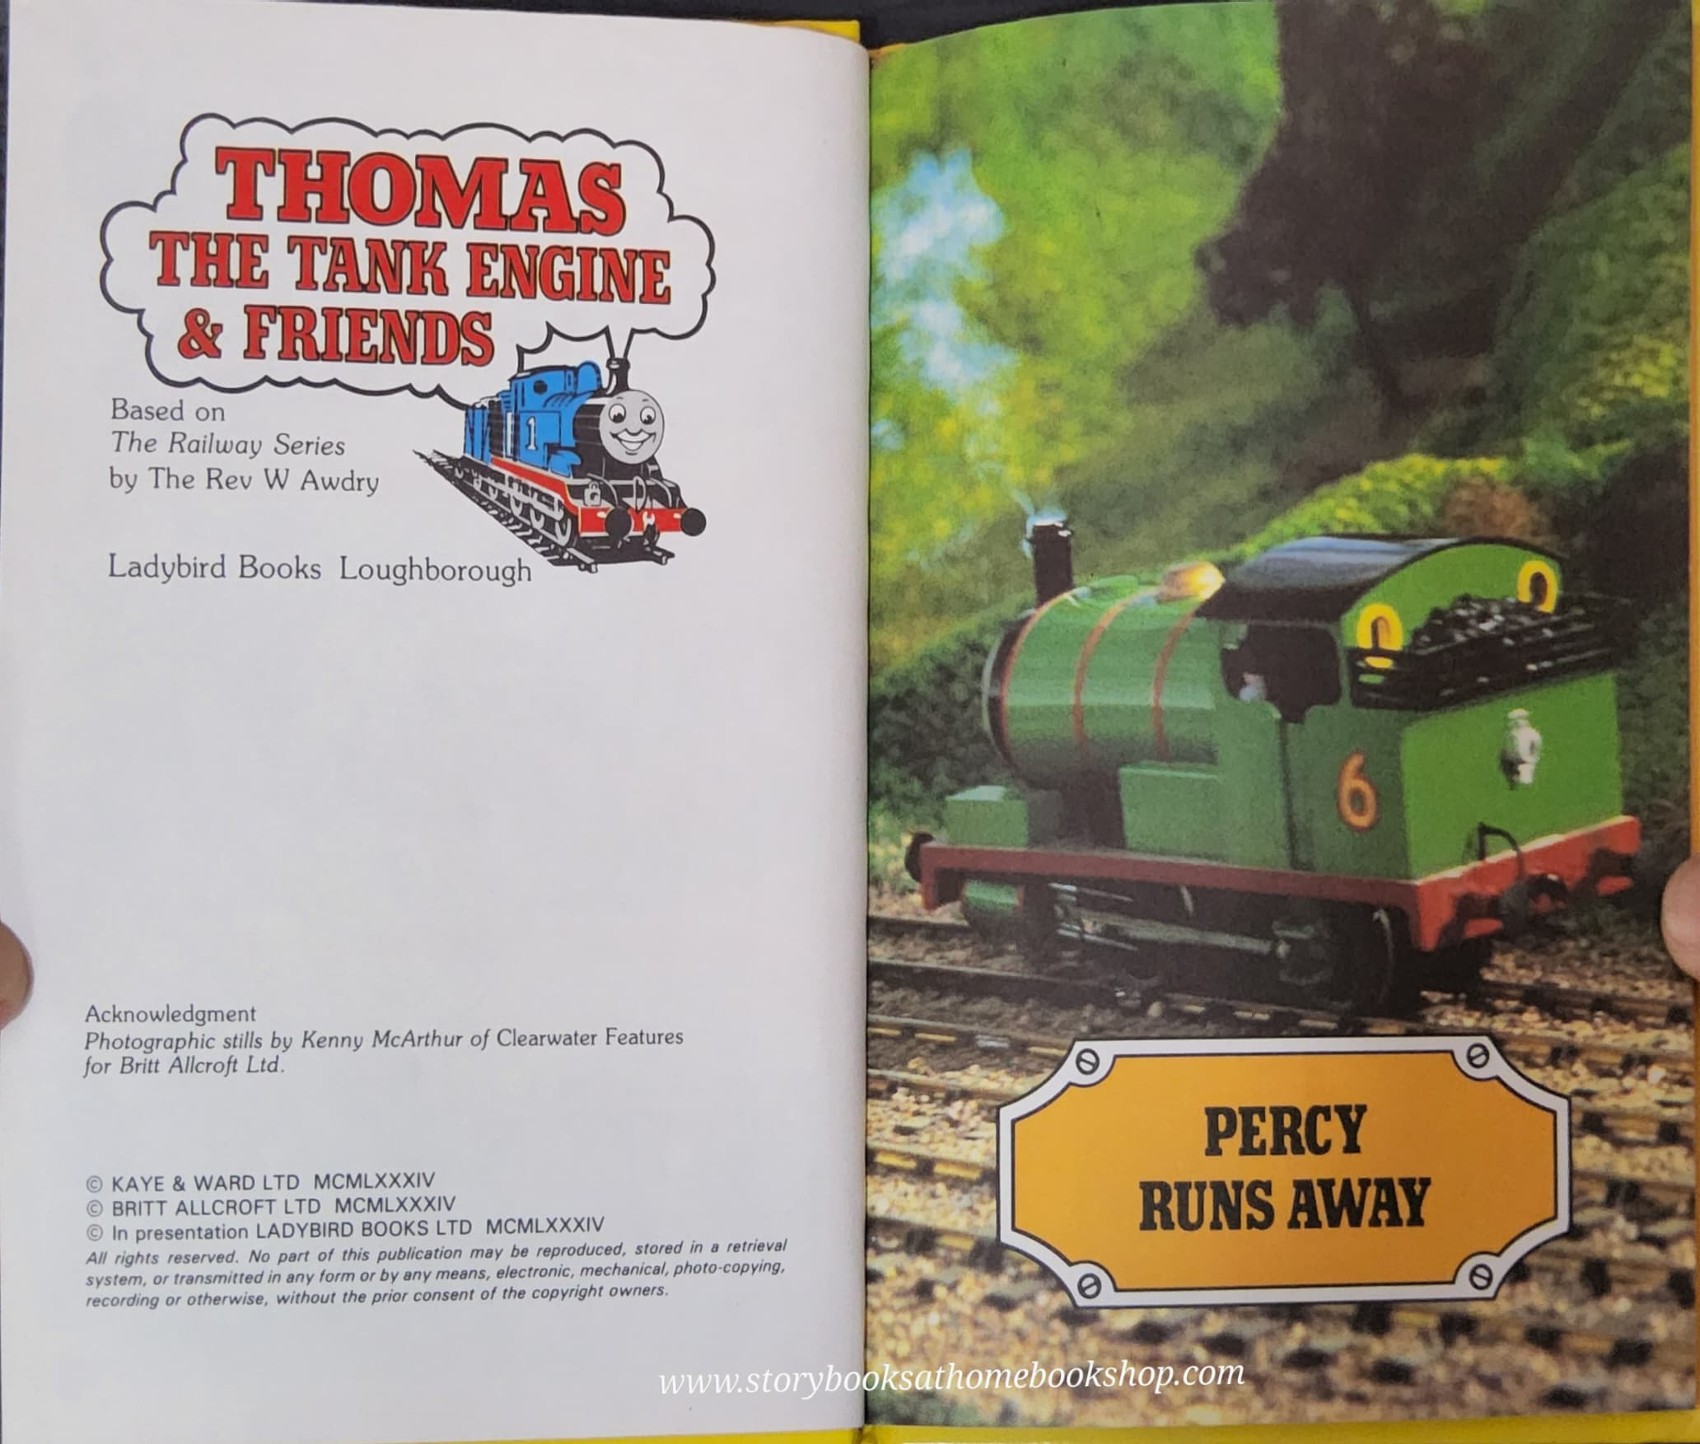 THOMAS
THE TANK ENGINE
& FRIENDS
1
Based on
The Railway Series
by The Rev W Awdry
Ladybird Books Loughborough
Acknowledgment
Photographic stills by Kenny McArthur of Clearwater Features
for Britt Allcroft Ltd.
© KAYE & WARD LTD MCMLXXXIV
© BRITT ALLCROFT LTD MCMLXXXIV
© In presentation LADYBIRD BOOKS LTD MCMLXXXIV
All rights reserved. No part of this publication may be reproduced, stored in a retrieval
system, or transmitted in any form or by any means, electronic, mechanical, photo-copying,
recording or otherwise, without the prior consent of the copyright owners.
6
PERCY
RUNS AWAY
www.storybooksathomebookshop.com